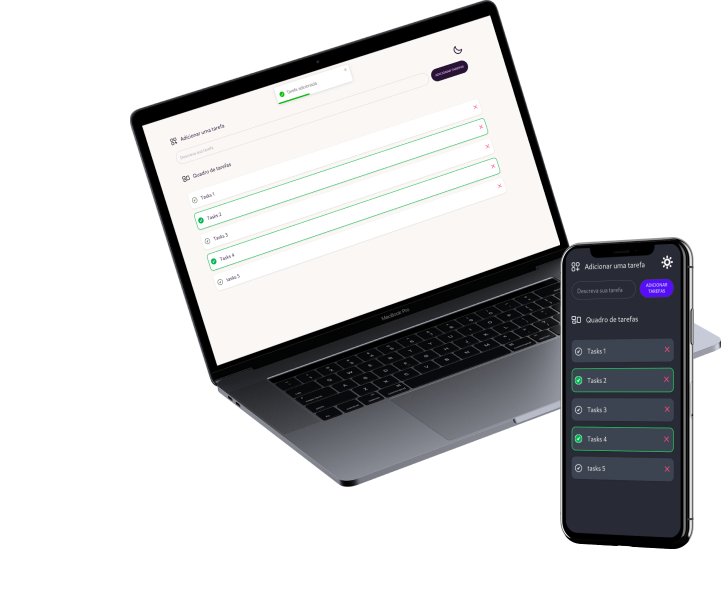 Tarefa adicionada
ADICIONAR TAREFAS
Adicionar uma tarefa
Descreva sua tarefa
Quadro de tarefas
Tasks 1
Tasks 2
Tasks 3
Tasks 4
tasks 5
MacBook Pro
Adicionar uma tarefa
Descreva sua tarefa
ADICIONAR
TAREFAS
Quadro de tarefas
Tasks 1
Tasks 2
Tasks 3
Tasks 4
tasks 5